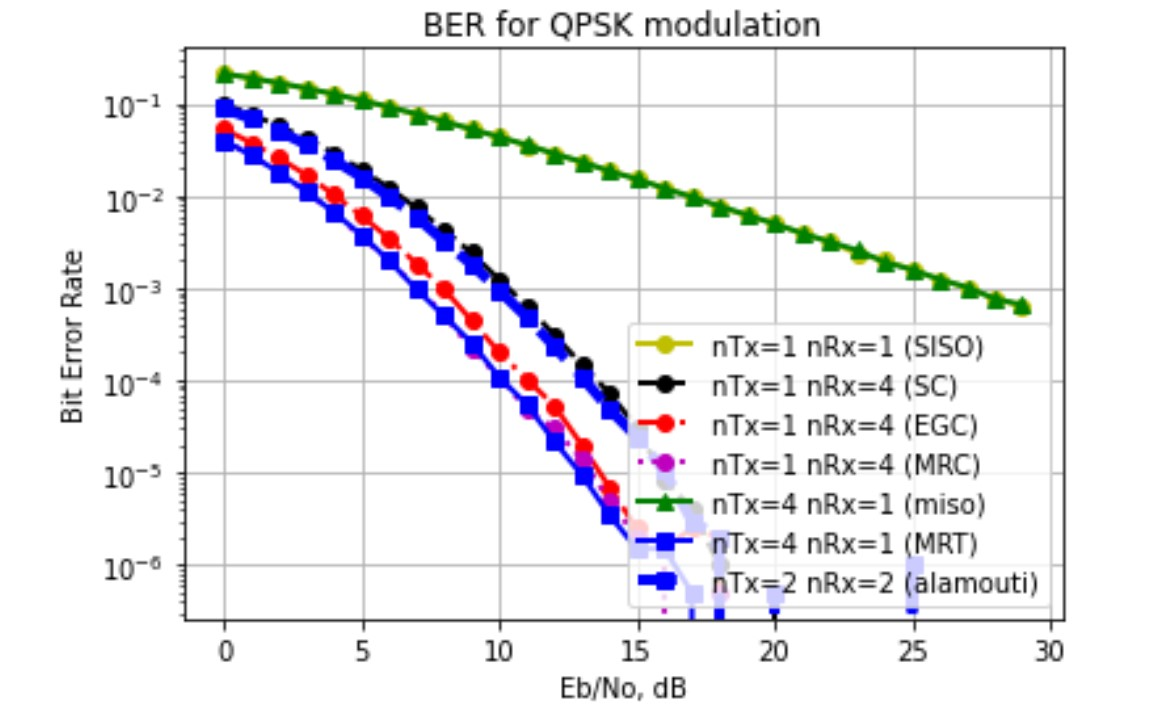 BER for QPSK modulation
10⁻¹
10⁻²
10⁻³
10⁻⁴
10⁻⁵
10⁻⁶
Bit Error Rate
nTx=1 nRx=1 (SISO)
nTx=1 nRx=4 (SC)
nTx=1 nRx=4 (EGC)
nTx=1 nRx=4 (MRC)
nTx=4 nRx=1 (miso)
nTx=4 nRx=1 (MRT)
nTx=2 nRx=2 (alamouti)
0 5 10 15 20 25 30
Eb/No, dB